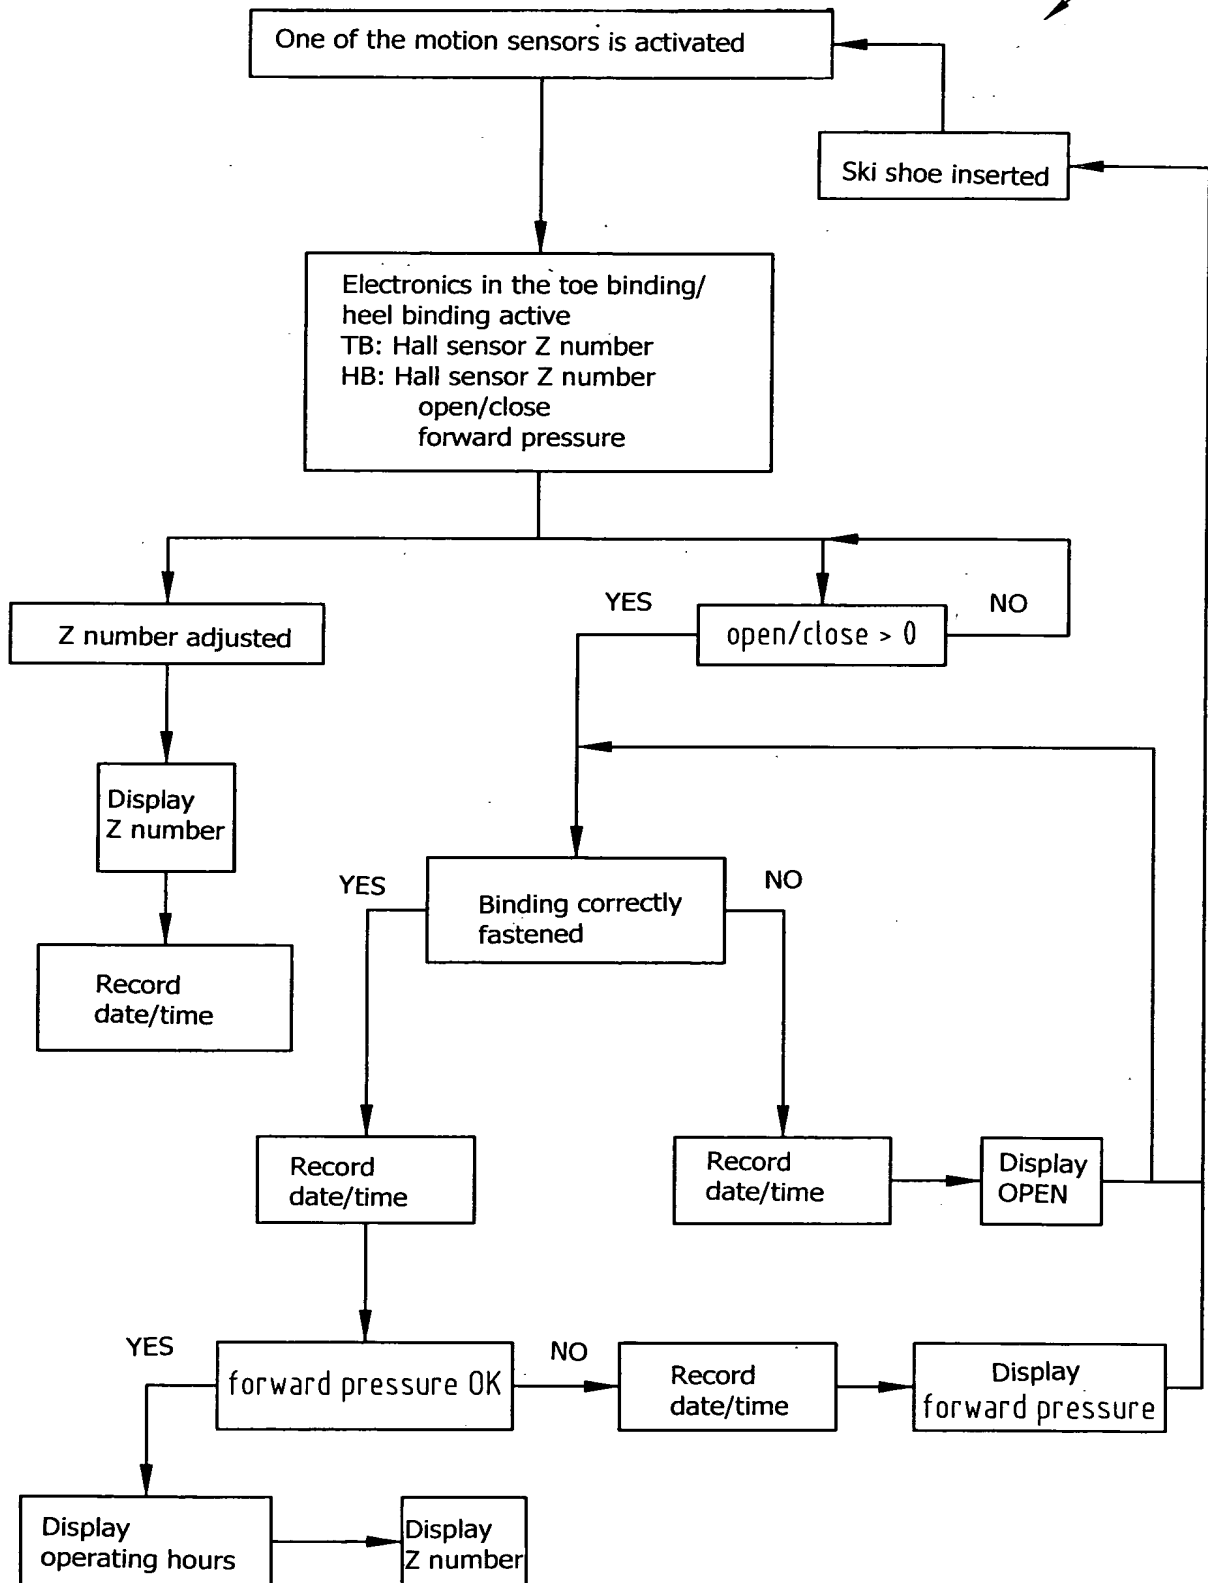 One of the motion sensors is activated
Ski shoe inserted
Electronics in the toe binding/
heel binding active
TB: Hall sensor Z number
HB: Hall sensor Z number
open/close
forward pressure
YES
NO
Z number adjusted
open/close > 0
Display
Z number
YES
NO
Binding correctly
fastened
Record
date/time
Record
date/time
Record
date/time
Display
OPEN
YES
NO
forward pressure OK
Record
date/time
Display
forward pressure
Display
operating hours
Display
Z number